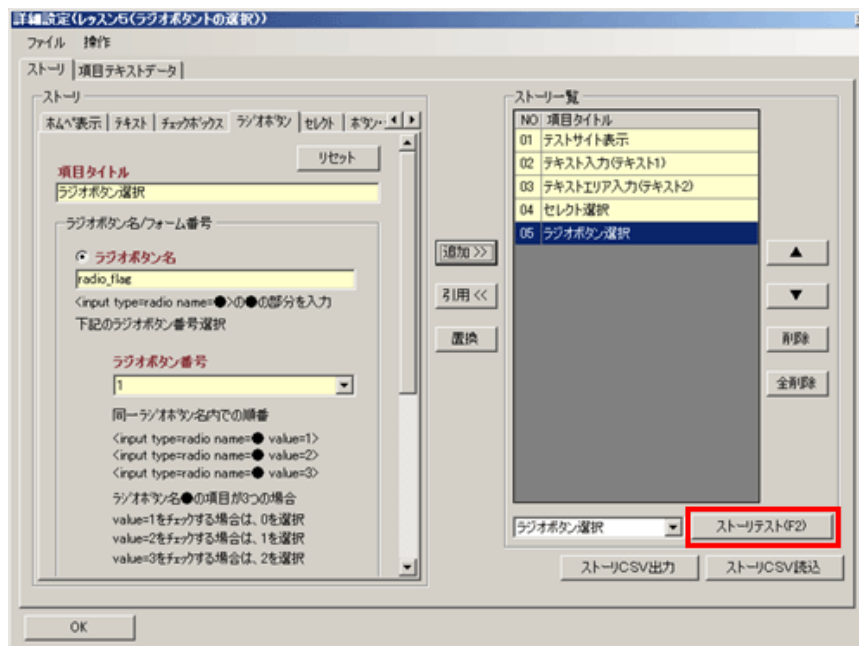 詳細設定(レッスン5(ラジオボタントの選択))
ファイル 操作
ストーリ 項目テキストデータ
ストーリ
ホムペ表示 テキスト チェックボックス ラジオボタン セレクト ボタン・
リセット
項目タイトル
ラジオボタン選択
ラジオボタン名/フォーム番号
ラジオボタン名
radio_flag
<input type=radio name=●>の●の部分を入力
下記のラジオボタン番号選択
ラジオボタン番号
1
同一ラジオボタン名内での順番
<input type=radio name=● value=1>
<input type=radio name=● value=2>
<input type=radio name=● value=3>
ラジオボタン名●の項目が3つの場合
value=1をチェックする場合は、0を選択
value=2をチェックする場合は、1を選択
value=3をチェックする場合は、2を選択
追加 >>
引用 <<
置換
ストーリー覧
NO 項目タイトル
01 テストサイト表示
02 テキスト入力(テキスト1)
03 テキストエリア入力(テキスト2)
04 セレクト選択
05 ラジオボタン選択
▲
▼
削除
全削除
ラジオボタン選択 ストーリテスト(F2)
ストーリCSV出力 ストーリCSV読込
OK